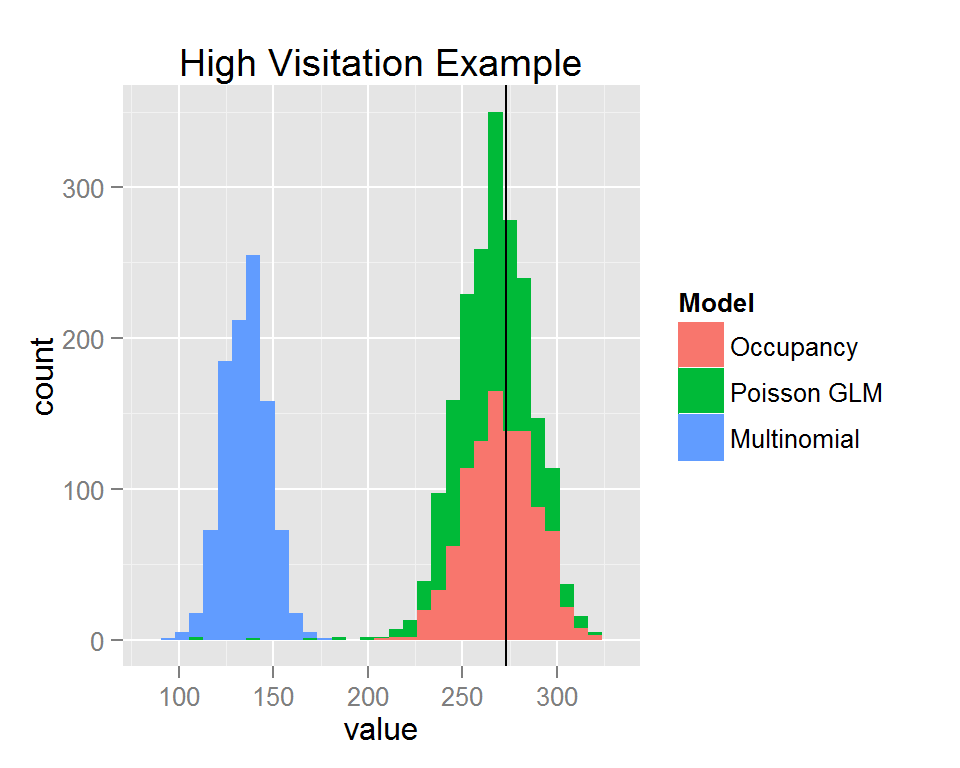 High Visitation Example
count
300
200
100
0
100 150 200 250 300
value
Model
Occupancy
Poisson GLM
Multinomial